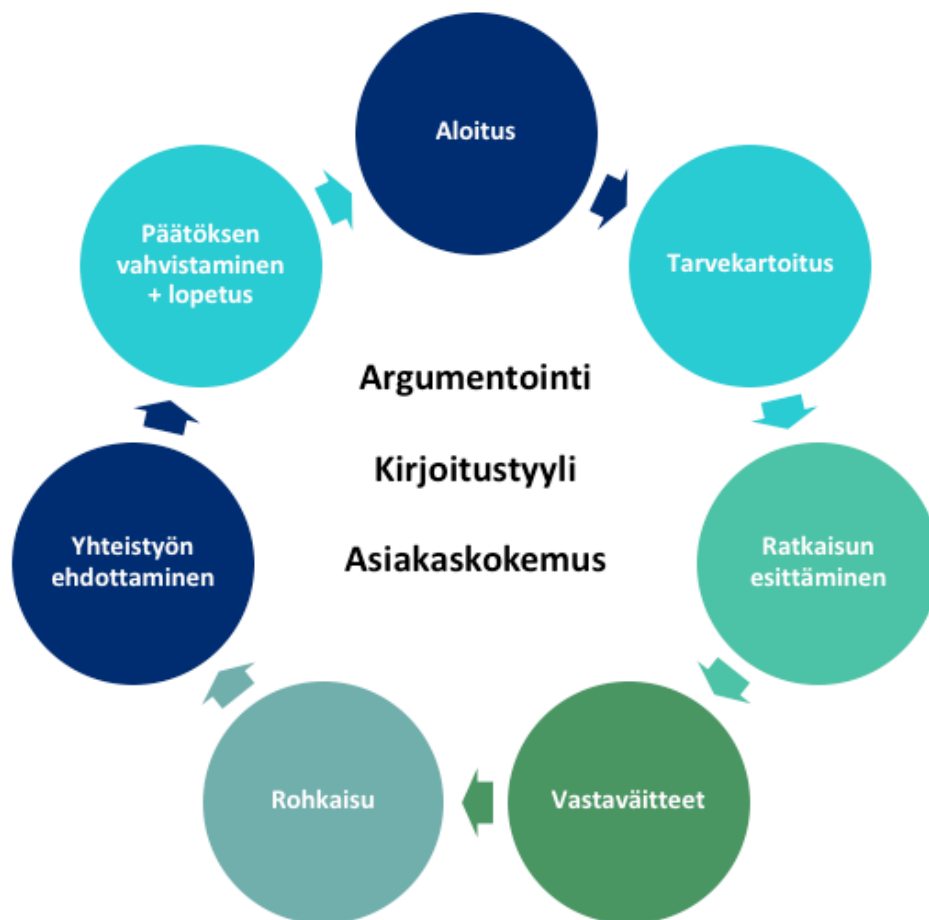 Aloitus
Tarvekartoitus
Ratkaisun
esittäminen
Vastaväitteet
Rohkaisu
Yhteistyön
ehdottaminen
Päätöksen
vahvistaminen
+ lopetus
Argumentointi
Kirjoitustyyli
Asiakaskokemus